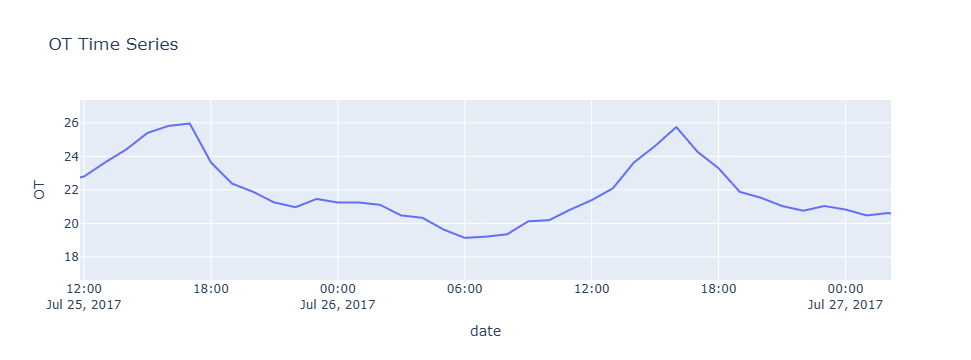 OT Time Series
OT
26
24
22
20
18
12:00 18:00 00:00 06:00 12:00 18:00 00:00
Jul 25, 2017 Jul 26, 2017 Jul 27, 2017
date